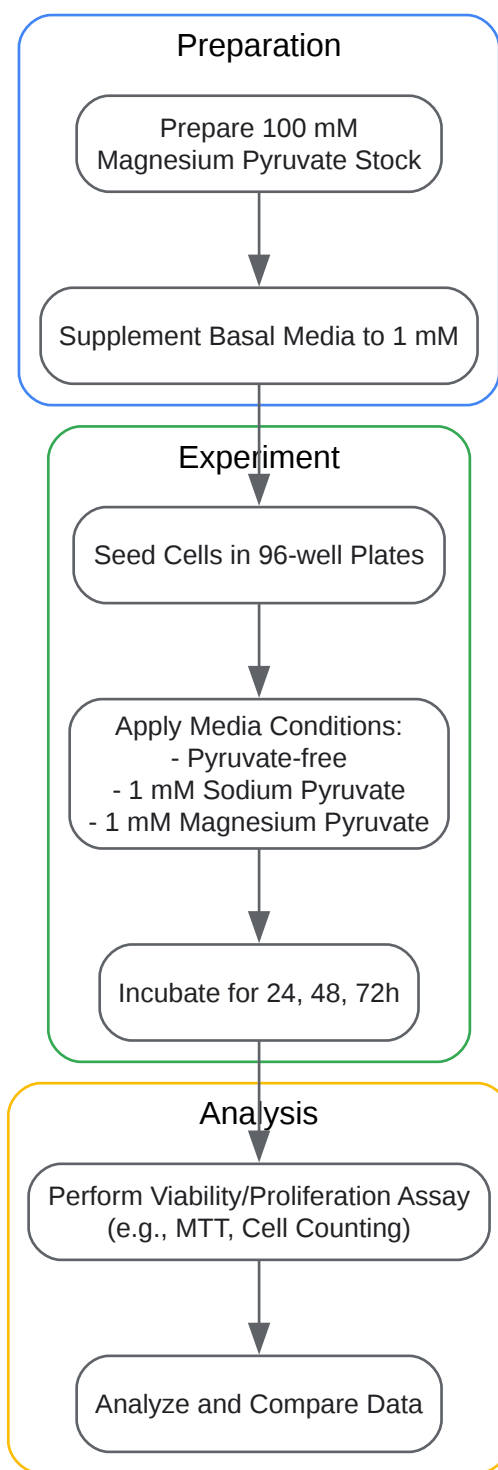 Preparation
Prepare 100 mM
Magnesium Pyruvate Stock
Supplement Basal Media to 1 mM
Experiment
Seed Cells in 96-well Plates
Apply Media Conditions:
- Pyruvate-free
- 1 mM Sodium Pyruvate
- 1 mM Magnesium Pyruvate
Incubate for 24, 48, 72h
Analysis
Perform Viability/Proliferation Assay
(e.g., MTT, Cell Counting)
Analyze and Compare Data